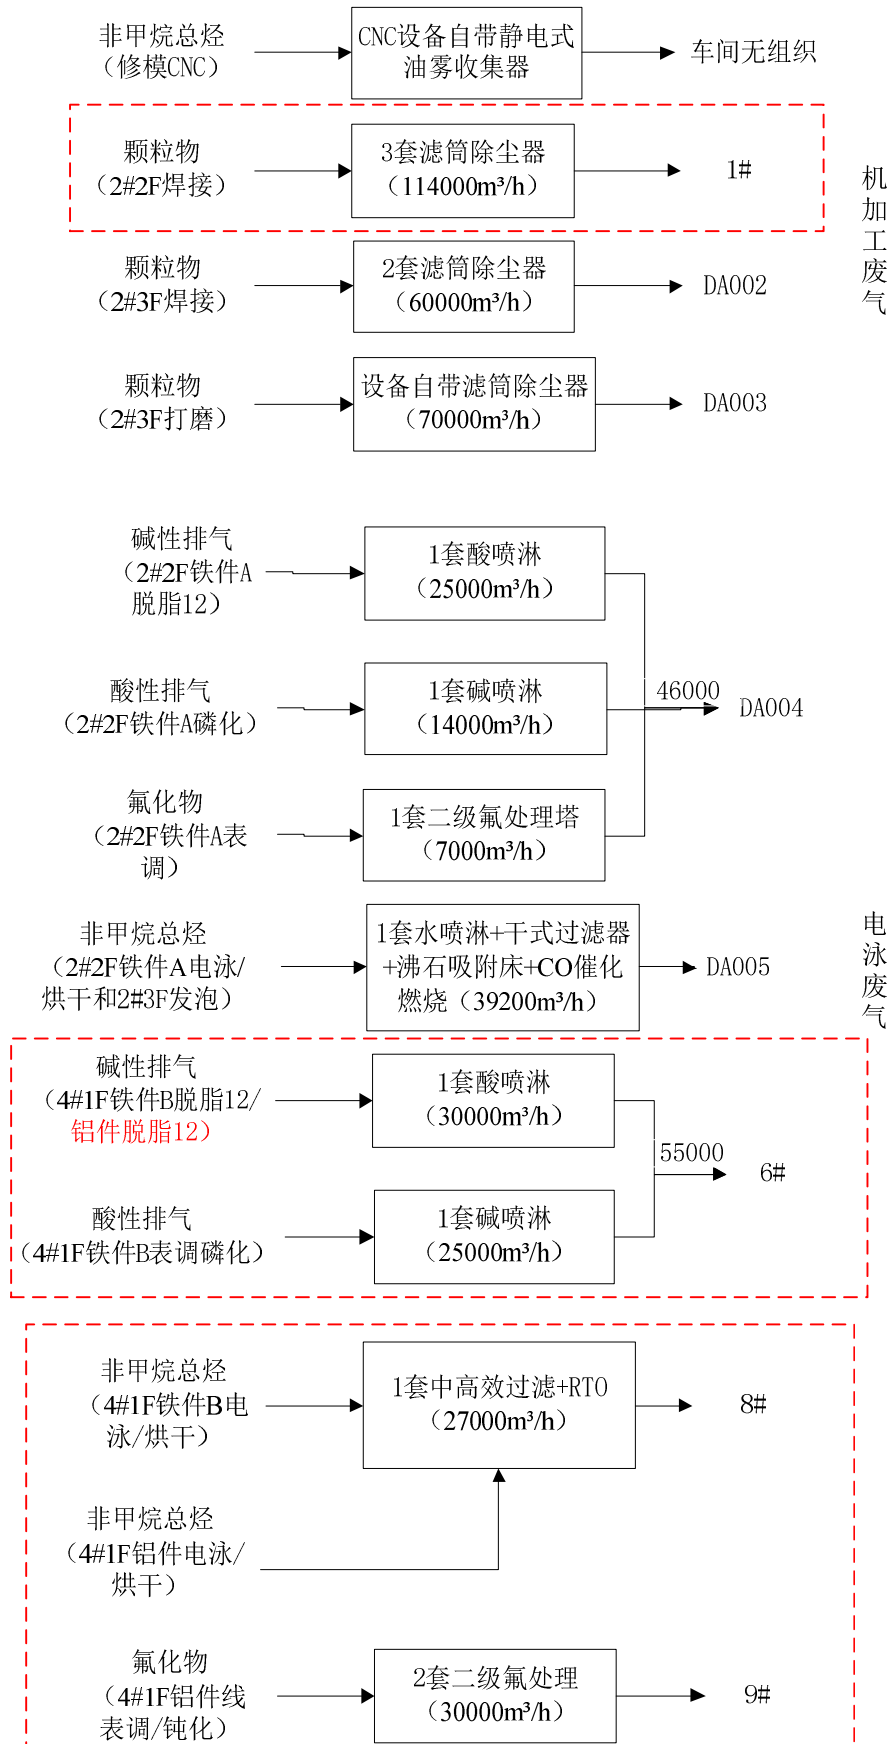 非甲烷总烃
（修模CNC）
CNC设备自带静电式
油雾收集器
车间无组织
颗粒物
（2#2F焊接）
3套滤筒除尘器
（114000m³/h）
1#
机加工废气
颗粒物
（2#3F焊接）
2套滤筒除尘器
（60000m³/h）
DA002
颗粒物
（2#3F打磨）
设备自带滤筒除尘器
（70000m³/h）
DA003
碱性排气
（2#2F铁件A
脱脂12）
1套酸喷淋
（25000m³/h）
酸性排气
（2#2F铁件A磷化）
1套碱喷淋
（14000m³/h）
46000
DA004
氟化物
（2#2F铁件A表
调）
1套二级氟处理塔
（7000m³/h）
非甲烷总烃
（2#2F铁件A电泳/
烘干和2#3F发泡）
1套水喷淋+干式过滤器
+沸石吸附床+CO催化
燃烧（39200m³/h）
DA005
电泳废气
碱性排气
（4#1F铁件B脱脂12/
铝件脱脂12）
1套酸喷淋
（30000m³/h）
55000
6#
酸性排气
（4#1F铁件B表调磷化）
1套碱喷淋
（25000m³/h）
非甲烷总烃
（4#1F铁件B电
泳/烘干）
1套中高效过滤+RTO
（27000m³/h）
8#
非甲烷总烃
（4#1F铝件电泳/
烘干）
氟化物
（4#1F铝件线
表调/钝化）
2套二级氟处理
（30000m³/h）
9#